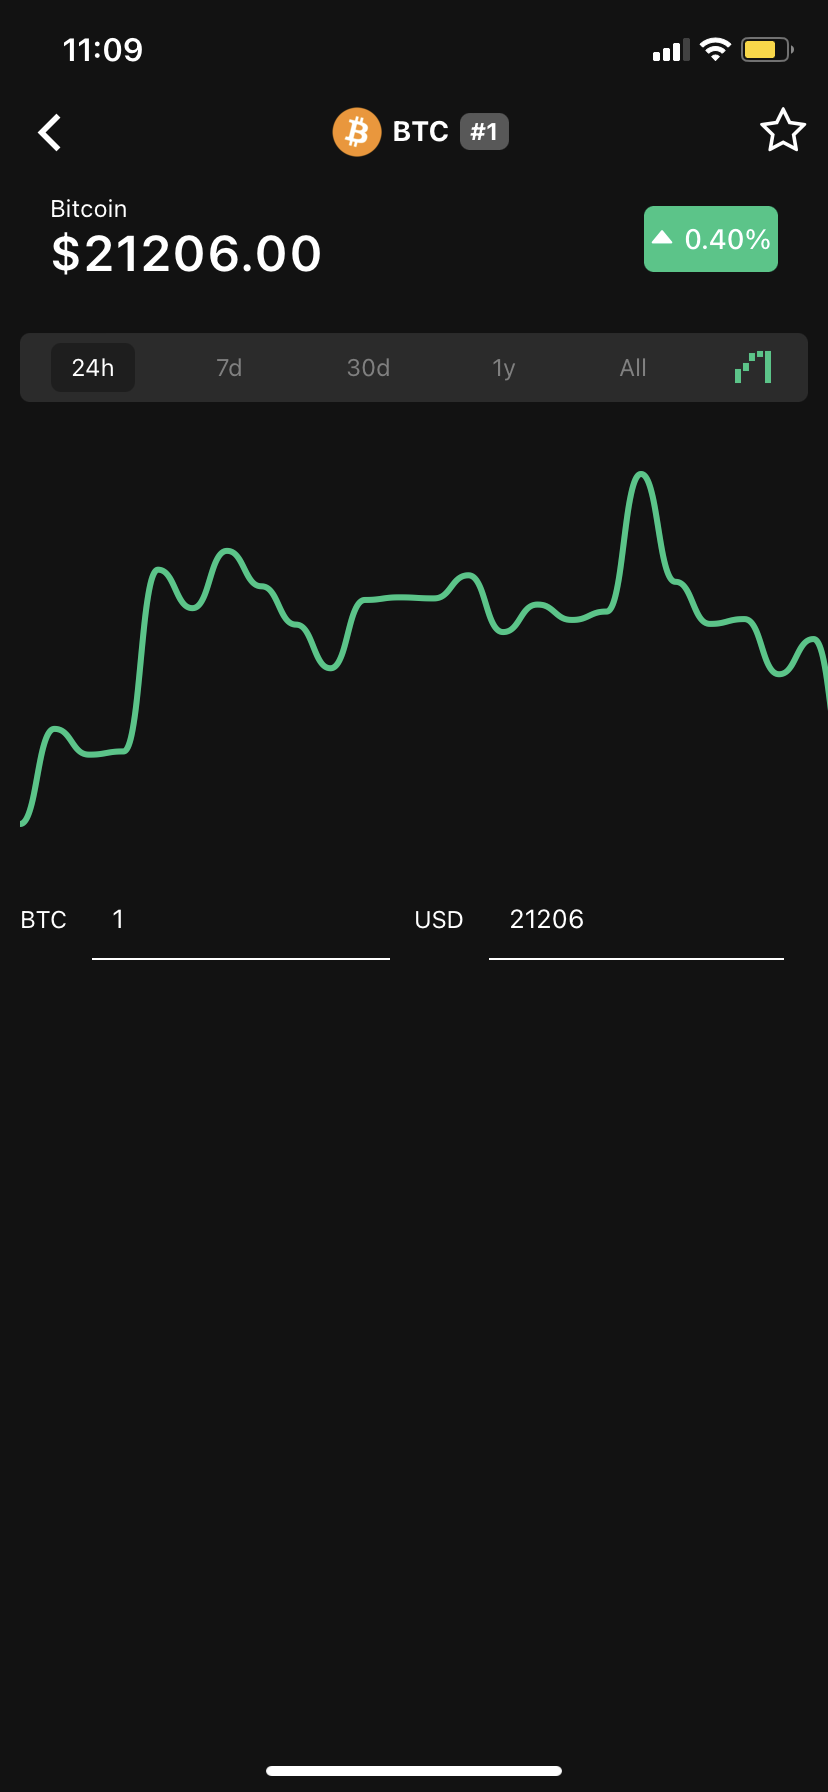 11:09
BTC #1
Bitcoin
$21206.00
0.40%
24h 7d 30d 1y All
BTC 1 USD 21206